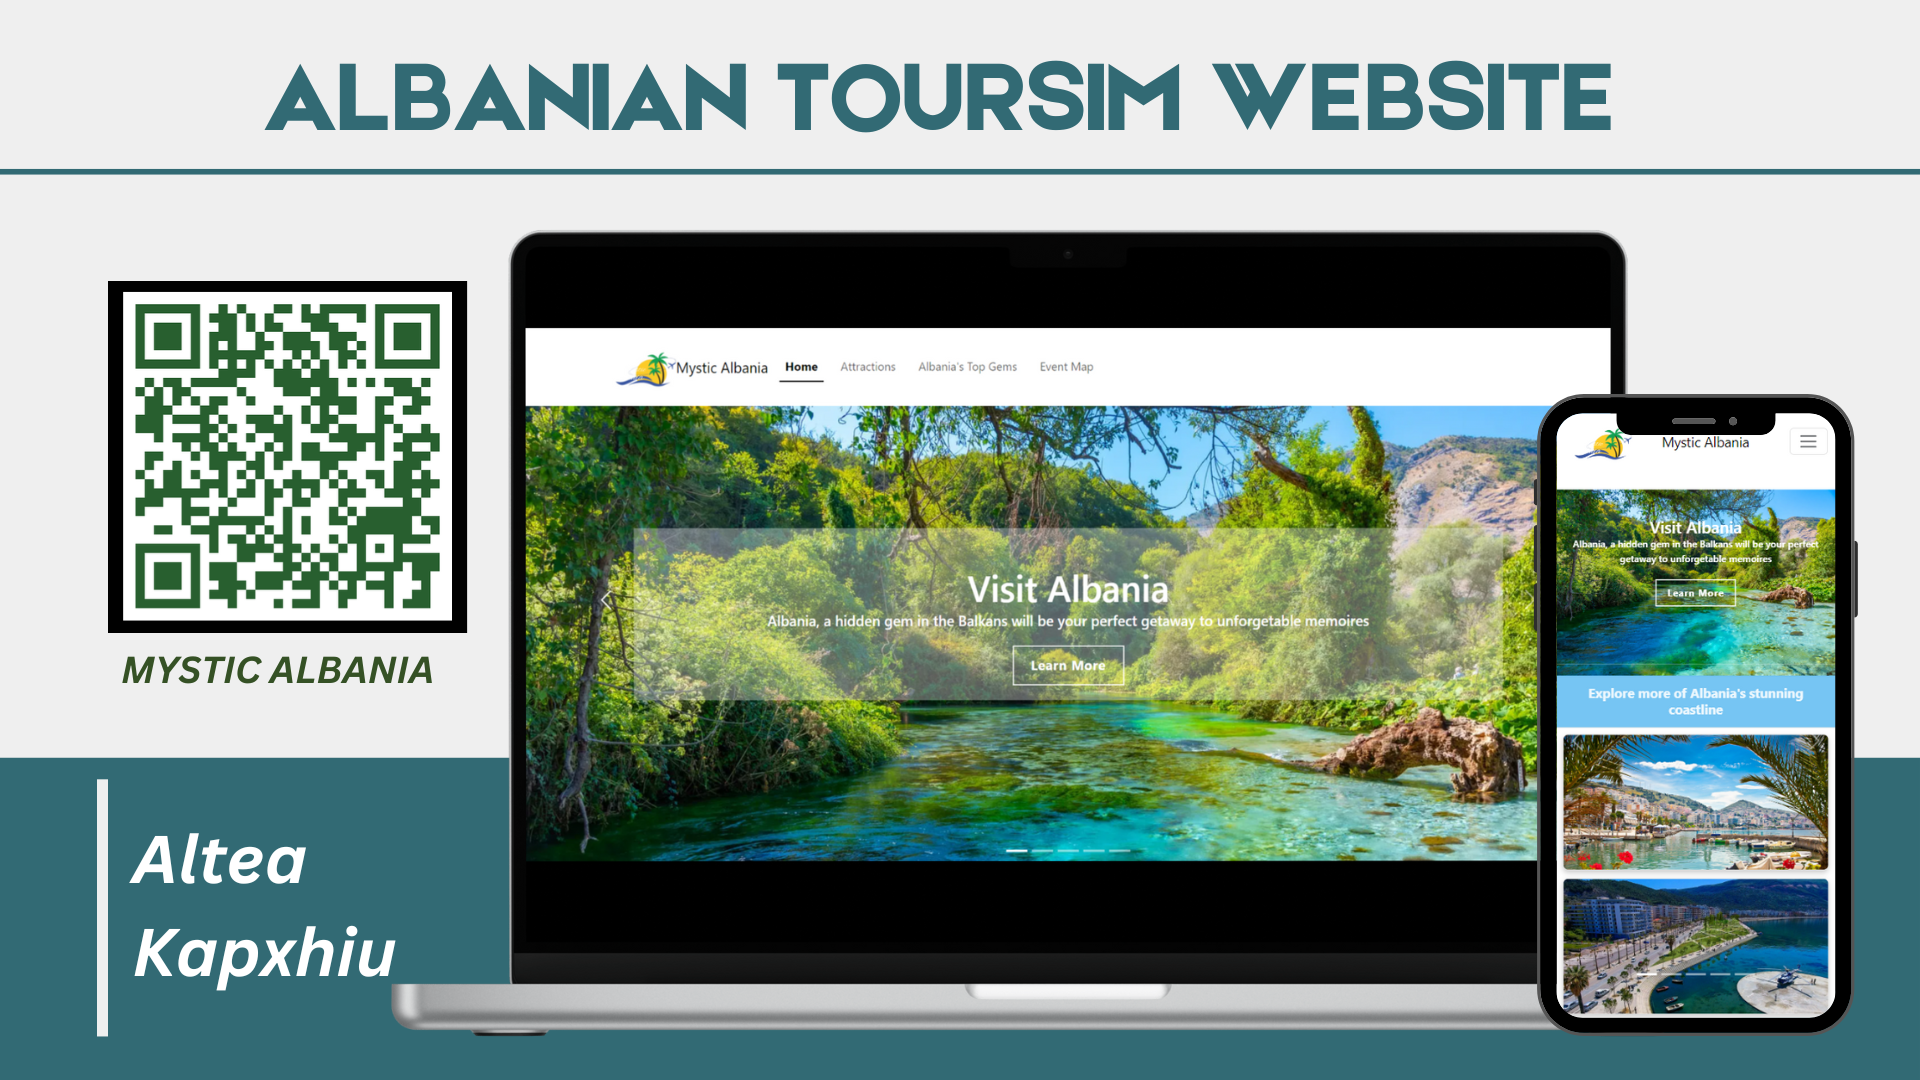 ALBANIAN TOURSIM WEBSITE
MYSTIC ALBANIA
Altea
Kapxhiu
Mystic Albania Home Attractions Albania's Top Gems Event Map
Visit Albania
Albania, a hidden gem in the Balkans will be your perfect getaway to unforgetable memoires
Learn More
Mystic Albania
Visit Albania
Albania, a hidden gem in the Balkans will be your perfect
getaway to unforgetable memoires
Learn More
Explore more of Albania's stunning
coastline